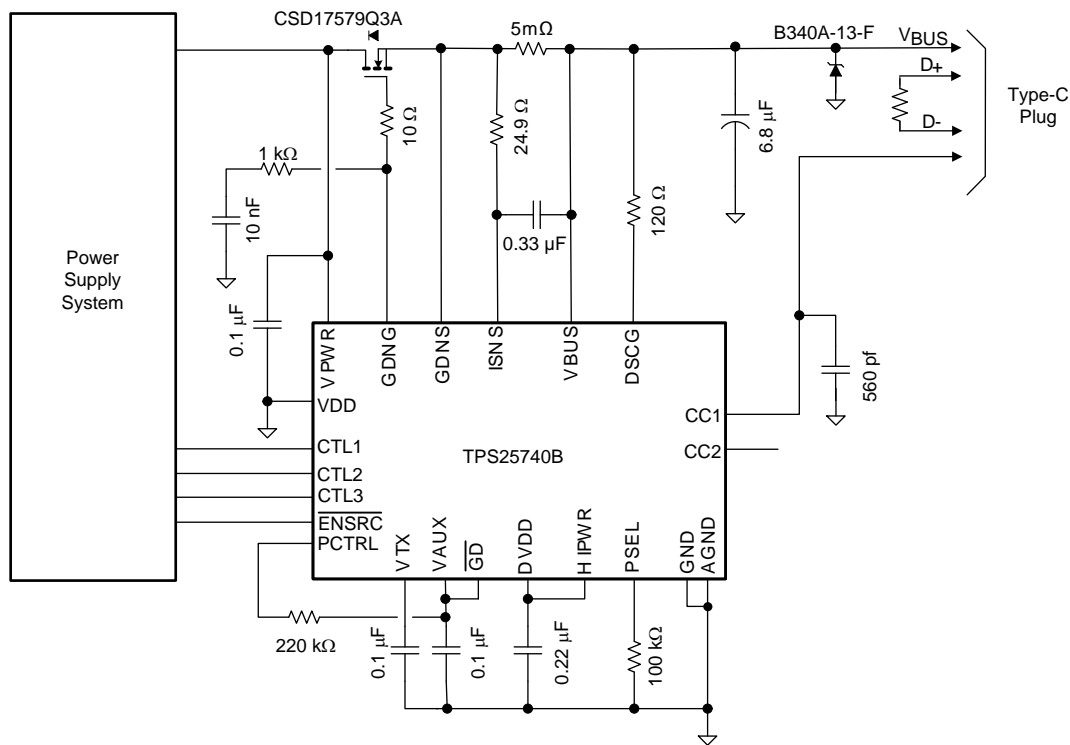 CSD17579Q3A
5mΩ
B340A-13-F
VBUS
D+
D-
Type-C
Plug
10 Ω
24.9 Ω
6.8 µF
1 kΩ
10 nF
0.33 µF
120 Ω
Power
Supply
System
0.1 µF
VPWR
GDNG
GDNS
ISNS
VBUS
DSCG
560 pf
VDD
CC1
CTL1
CC2
TPS25740B
CTL2
CTL3
ENSRC
PCTRL
VTX
VAUX
GD
DVDD
HIPWR
PSEL
GND
AGND
220 kΩ
0.1 µF
0.1 µF
0.22 µF
100 kΩ